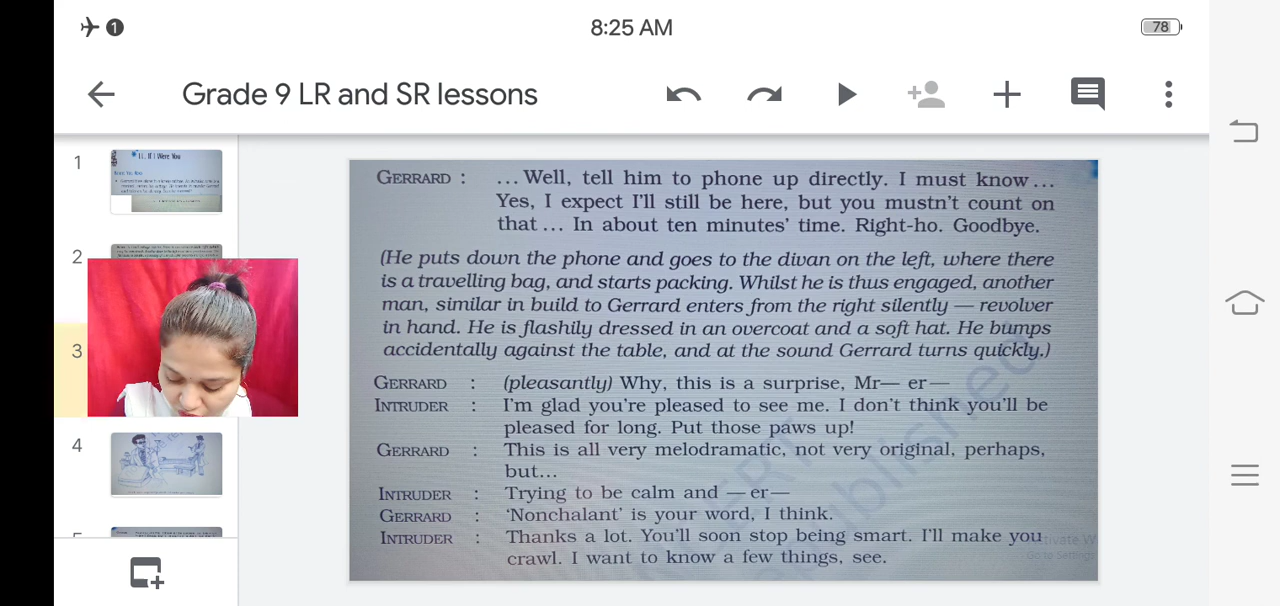 1
8:25 AM
78
Grade 9 LR and SR lessons
1
11. If I Were You
2
3
4
GERRARD : ... Well, tell him to phone up directly. I must know ...
Yes, I expect I'll still be here, but you mustn't count on
that ... In about ten minutes' time. Right-ho. Goodbye.
(He puts down the phone and goes to the divan on the left, where there
is a travelling bag, and starts packing. Whilst he is thus engaged, another
man, similar in build to Gerrard enters from the right silently — revolver
in hand. He is flashily dressed in an overcoat and a soft hat. He bumps
accidentally against the table, and at the sound Gerrard turns quickly.)
GERRARD : (pleasantly) Why, this is a surprise, Mr— er—
INTRUDER : I'm glad you're pleased to see me. I don't think you'll be
pleased for long. Put those paws up!
GERRARD : This is all very melodramatic, not very original, perhaps,
but...
INTRUDER : Trying to be calm and —er—
GERRARD : 'Nonchalant' is your word, I think.
INTRUDER : Thanks a lot. You'll soon stop being smart. I'll make you
crawl. I want to know a few things, see.
Activate W
Go to Settings